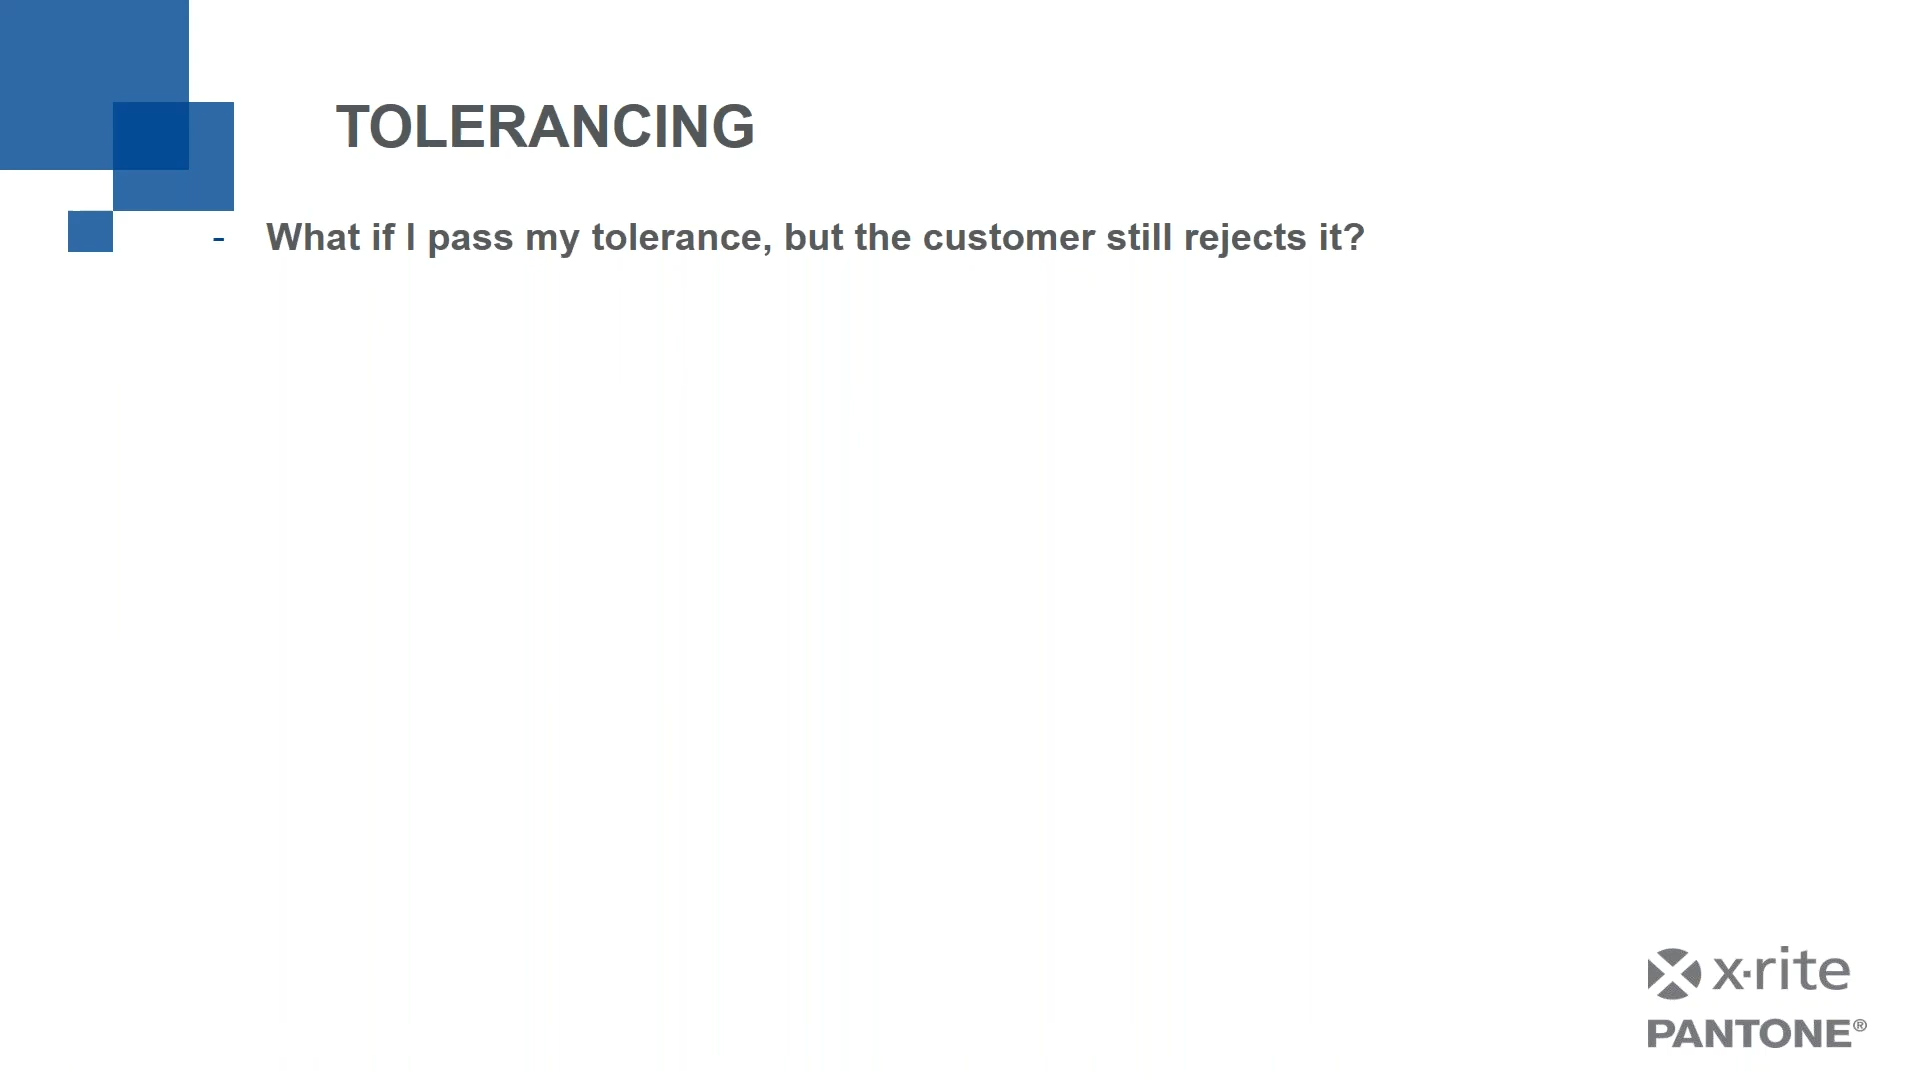 TOLERANCING
- What if I pass my tolerance, but the customer still rejects it?
x·rite
PANTONE®